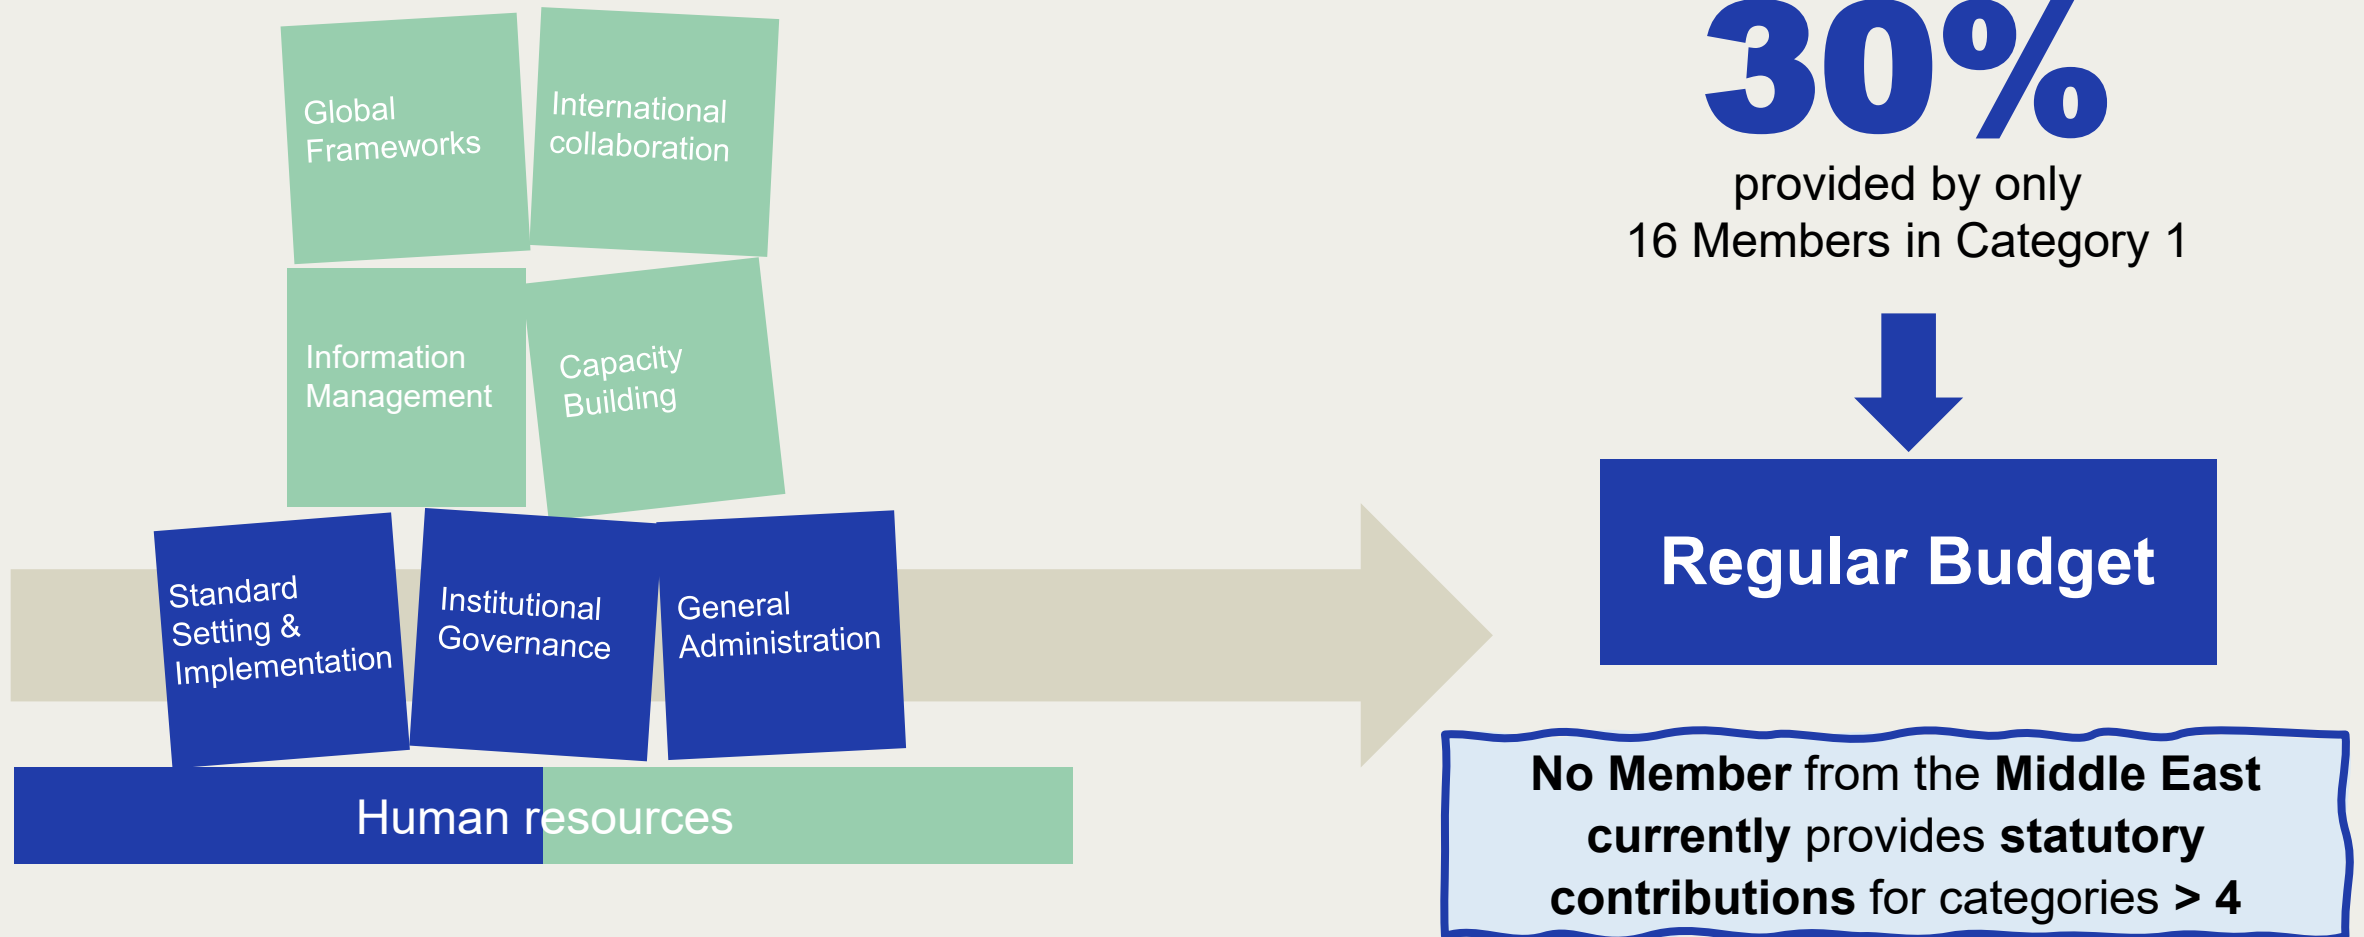 Global
Frameworks
International
collaboration
Information
Management
Capacity
Building
Standard
Setting &
Implementation
Institutional
Governance
General
Administration
Human resources
30%
provided by only
16 Members in Category 1
Regular Budget
No Member from the Middle East
currently provides statutory
contributions for categories > 4